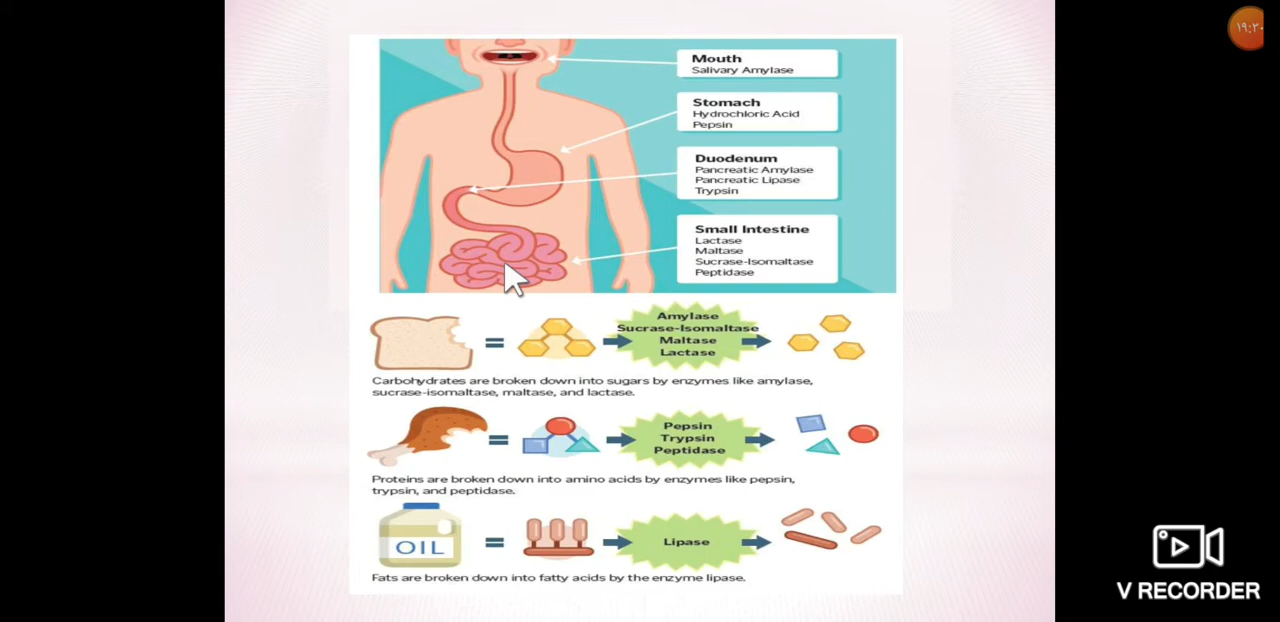 ١٩:٣٠
Mouth
Salivary Amylase
Stomach
Hydrochloric Acid
Pepsin
Duodenum
Pancreatic Amylase
Pancreatic Lipase
Trypsin
Small Intestine
Lactase
Maltase
Sucrase-Isomaltase
Peptidase
Amylase
Sucrase-Isomaltase
Maltase
Lactase
Carbohydrates are broken down into sugars by enzymes like amylase,
sucrase-isomaltase, maltase, and lactase.
Pepsin
Trypsin
Peptidase
Proteins are broken down into amino acids by enzymes like pepsin,
trypsin, and peptidase.
OIL
Lipase
Fats are broken down into fatty acids by the enzyme lipase.
V RECORDER